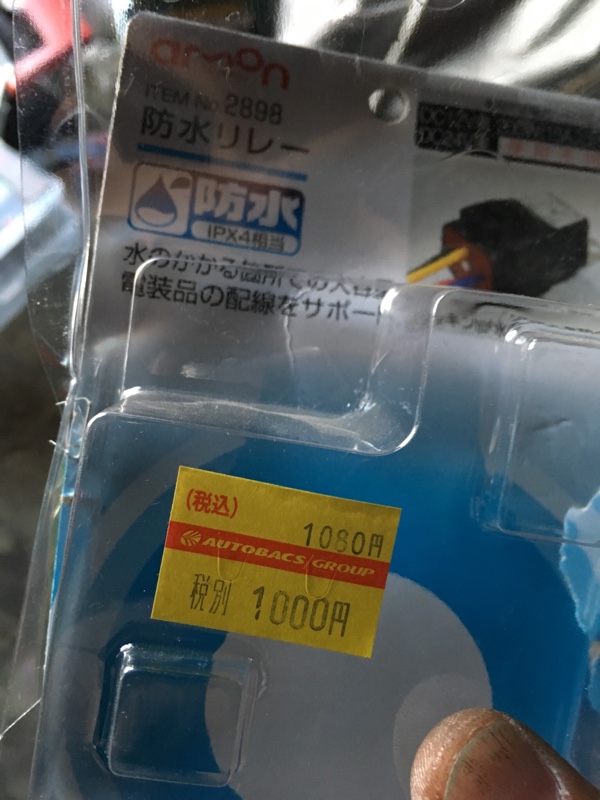 amon
ITEM No.2898
防水リレー
防水
IPX4相当
水のかかる箇所での大
電装品の配線をサポー
(税込)
1080円
AUTOBACS GROUP
税別 1000円